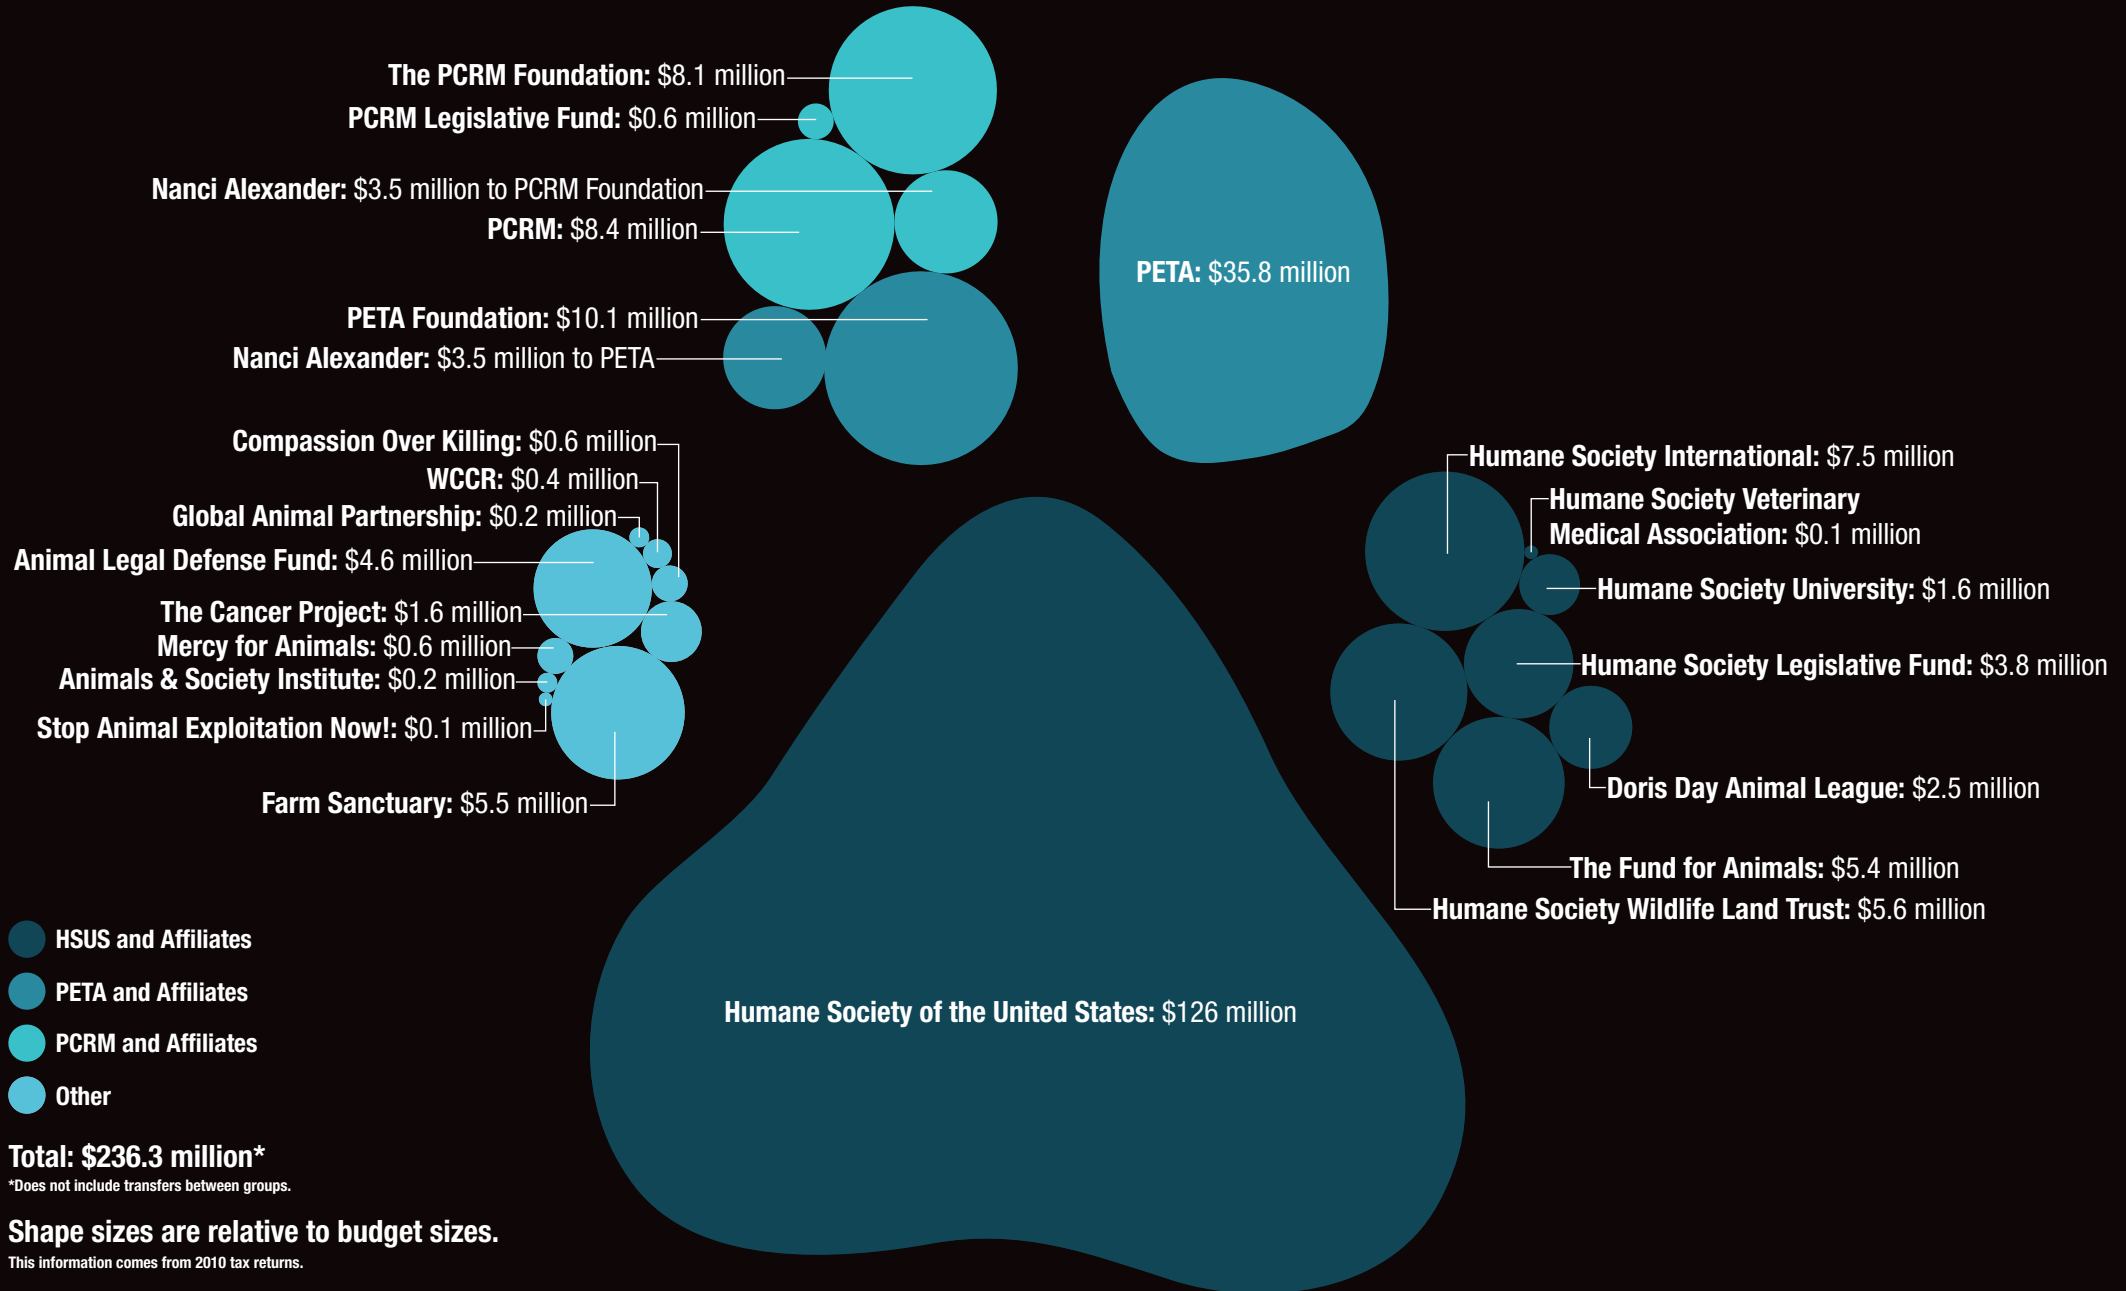 The PCRM Foundation: $8.1 million
PCRM Legislative Fund: $0.6 million
Nanci Alexander: $3.5 million to PCRM Foundation
PCRM: $8.4 million
PETA Foundation: $10.1 million
Nanci Alexander: $3.5 million to PETA
PETA: $35.8 million
Compassion Over Killing: $0.6 million
WCCR: $0.4 million
Global Animal Partnership: $0.2 million
Animal Legal Defense Fund: $4.6 million
The Cancer Project: $1.6 million
Mercy for Animals: $0.6 million
Animals & Society Institute: $0.2 million
Stop Animal Exploitation Now!: $0.1 million
Farm Sanctuary: $5.5 million
Humane Society International: $7.5 million
Humane Society Veterinary
Medical Association: $0.1 million
Humane Society University: $1.6 million
Humane Society Legislative Fund: $3.8 million
Doris Day Animal League: $2.5 million
The Fund for Animals: $5.4 million
Humane Society Wildlife Land Trust: $5.6 million
Humane Society of the United States: $126 million
HSUS and Affiliates
PETA and Affiliates
PCRM and Affiliates
Other
Total: $236.3 million*
*Does not include transfers between groups.
Shape sizes are relative to budget sizes.
This information comes from 2010 tax returns.